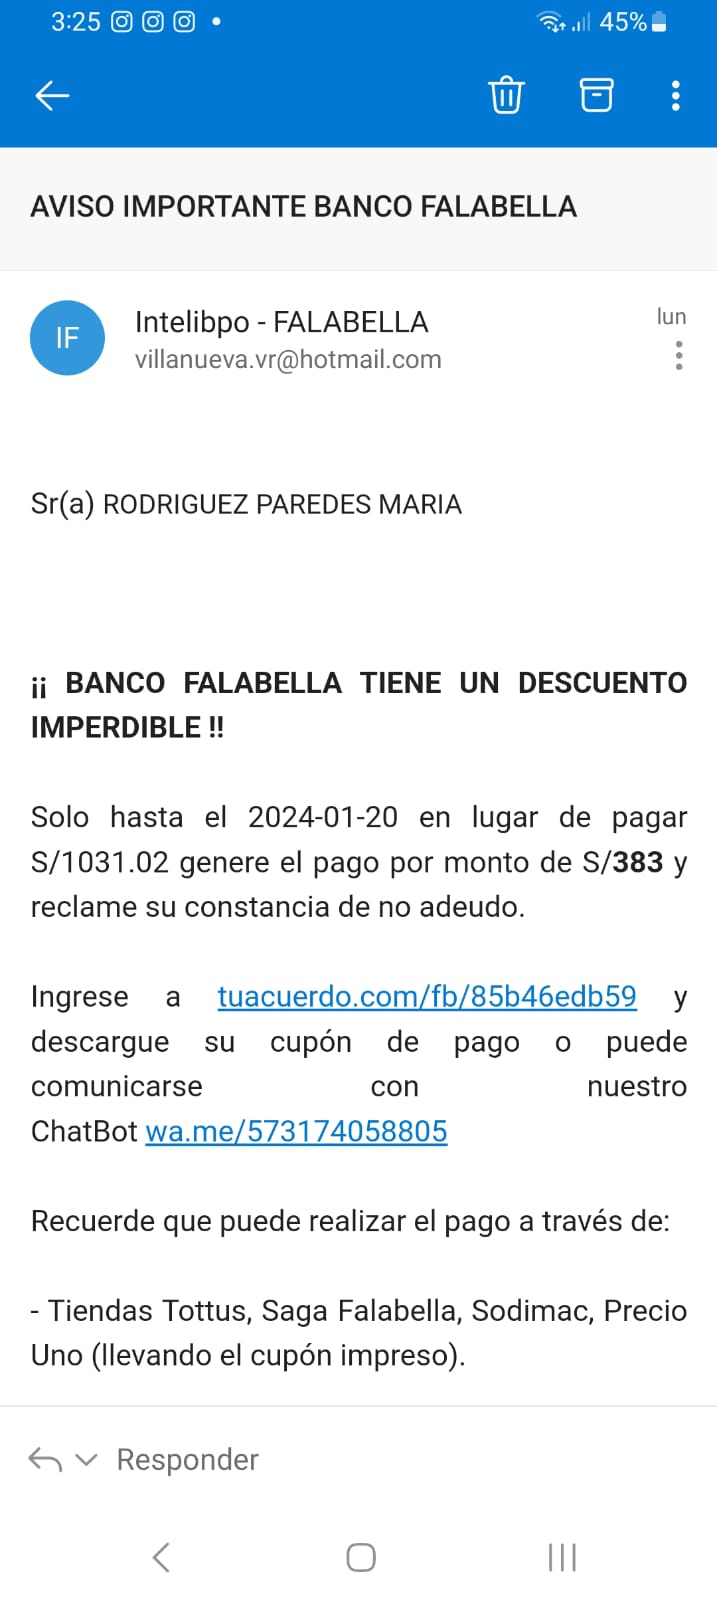 3:25 45%
AVISO IMPORTANTE BANCO FALABELLA
IF
Intelibpo - FALABELLA
lun
villanueva.vr@hotmail.com
Sr(a) RODRIGUEZ PAREDES MARIA
¡¡ BANCO FALABELLA TIENE UN DESCUENTO
IMPERDIBLE !!
Solo hasta el 2024-01-20 en lugar de pagar
S/1031.02 genere el pago por monto de S/383 y
reclame su constancia de no adeudo.
Ingrese a tuacuerdo.com/fb/85b46edb59 y
descargue su cupón de pago o puede
comunicarse con nuestro
ChatBot wa.me/573174058805
Recuerde que puede realizar el pago a través de:
- Tiendas Tottus, Saga Falabella, Sodimac, Precio
Uno (llevando el cupón impreso).
Responder